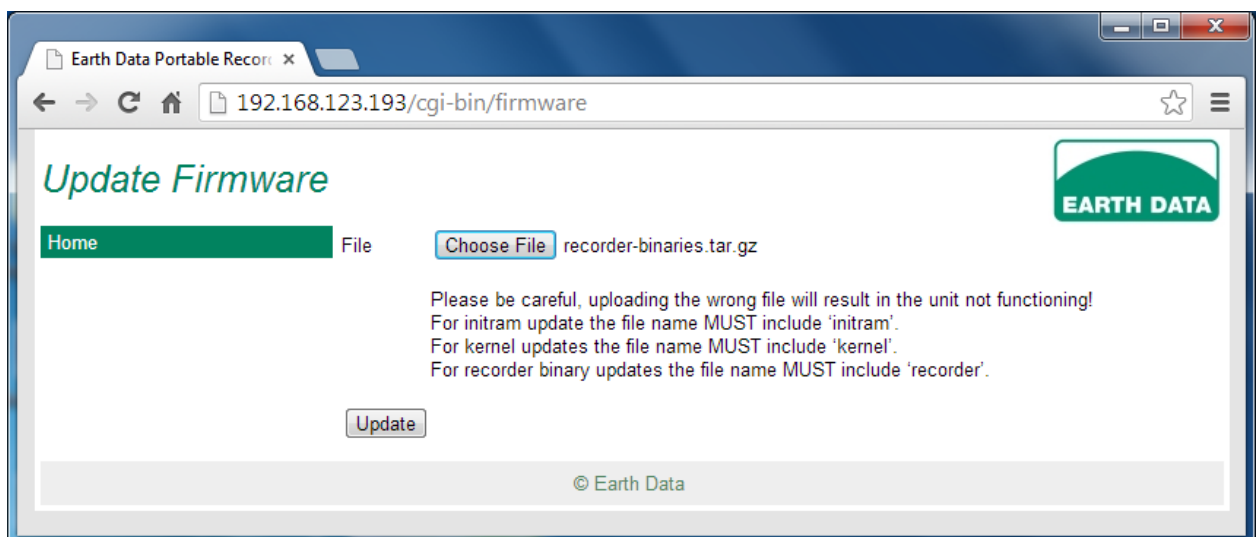 Earth Data Portable Recor
192.168.123.193/cgi-bin/firmware
Update Firmware
EARTH DATA
Home
File
Choose File recorder-binaries.tar.gz
Please be careful, uploading the wrong file will result in the unit not functioning!
For initram update the file name MUST include ‘initram’.
For kernel updates the file name MUST include ‘kernel’.
For recorder binary updates the file name MUST include ‘recorder’.
Update
© Earth Data